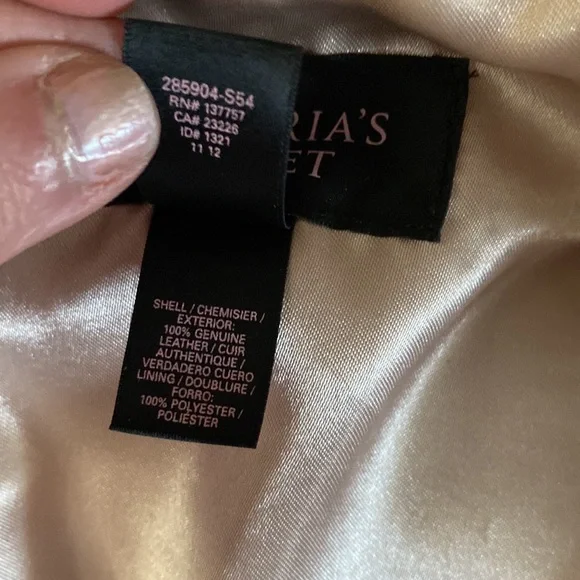 285904-S54
RN# 137757
CA# 23226
ID# 1321
11 12
RIA'S
ET
SHELL / CHEMISIER /
EXTERIOR:
100% GENUINE
LEATHER / CUIR
AUTHENTIQUE /
VERDADERO CUERO
LINING / DOUBLURE /
FORRO:
100% POLYESTER /
POLIÉSTER